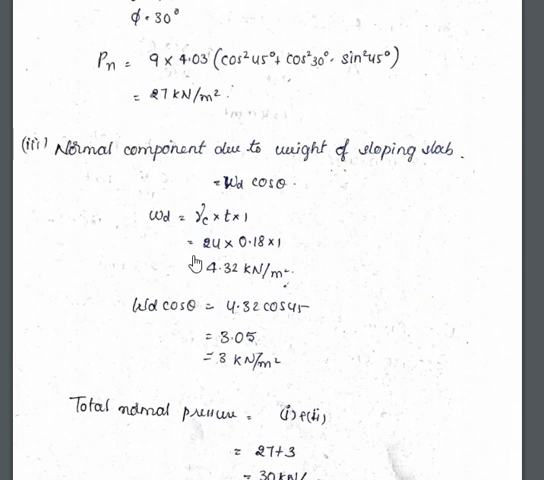 ϕ = 30°
Pn = 9 x 4.03 (cos²45° + cos²30° . sin²45°)
= 27 KN/m².
(iii) Normal component due to weight of sloping slab.
= Wd cosθ.
Wd = γc x t x 1
= 24 x 0.18 x 1
4.32 KN/m².
Wd cosθ = 4.32 cos45
= 3.05
= 3 KN/m²
Total normal pressure = (i) + (ii)
= 27+3
= 30 KN/